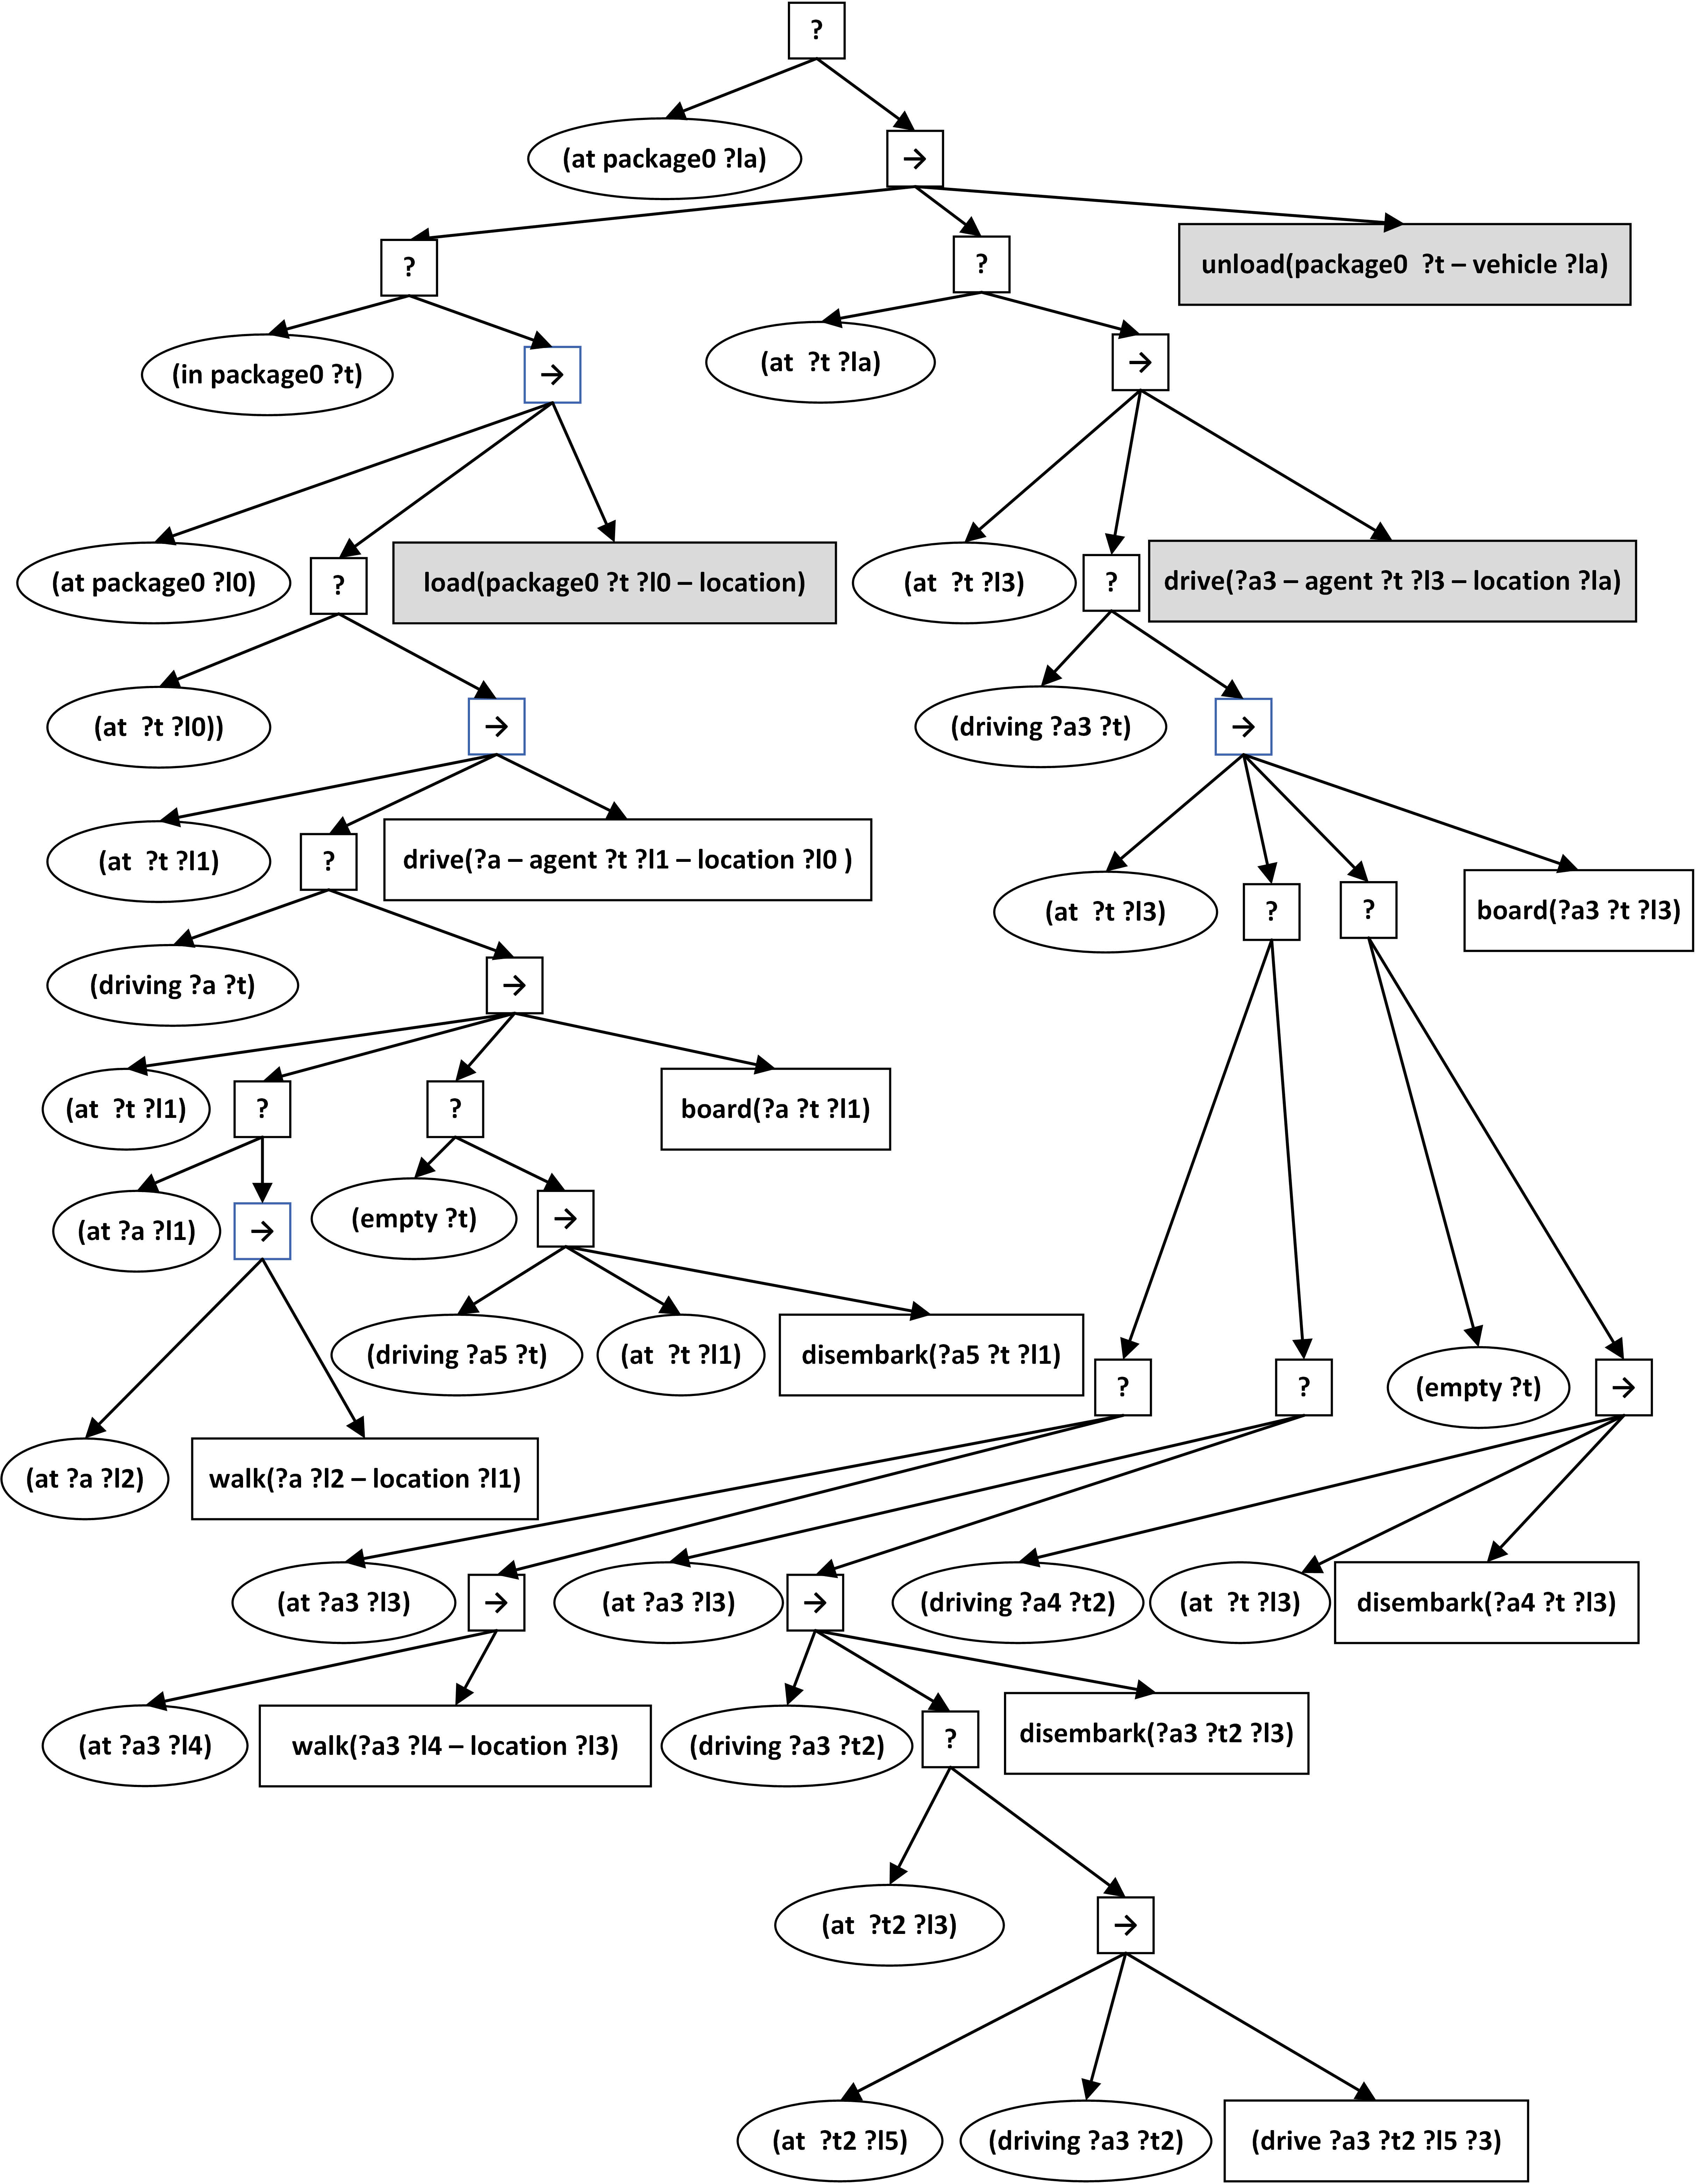 ?
(at package0 ?la)
→
?
?
unload(package0  ?t – vehicle ?la)
(in package0 ?t)
→
(at  ?t ?la)
→
(at package0 ?l0)
?
load(package0 ?t ?l0 – location)
(at  ?t ?l3)
?
drive(?a3 – agent ?t ?l3 – location ?la)
(at  ?t ?l0))
→
(driving ?a3 ?t)
→
(at  ?t ?l1)
?
drive(?a – agent ?t ?l1 – location ?l0 )
(at  ?t ?l3)
?
?
board(?a3 ?t ?l3)
(driving ?a ?t)
→
(at  ?t ?l1)
?
?
board(?a ?t ?l1)
(at ?a ?l1)
→
(empty ?t)
→
(driving ?a5 ?t)
(at  ?t ?l1)
disembark(?a5 ?t ?l1)
?
?
(empty ?t)
→
(at ?a ?l2)
walk(?a ?l2 – location ?l1)
(at ?a3 ?l3)
→
(at ?a3 ?l3)
→
(driving ?a4 ?t2)
(at  ?t ?l3)
disembark(?a4 ?t ?l3)
(at ?a3 ?l4)
walk(?a3 ?l4 – location ?l3)
(driving ?a3 ?t2)
?
disembark(?a3 ?t2 ?l3)
(at  ?t2 ?l3)
→
(at  ?t2 ?l5)
(driving ?a3 ?t2)
(drive ?a3 ?t2 ?l5 ?3)